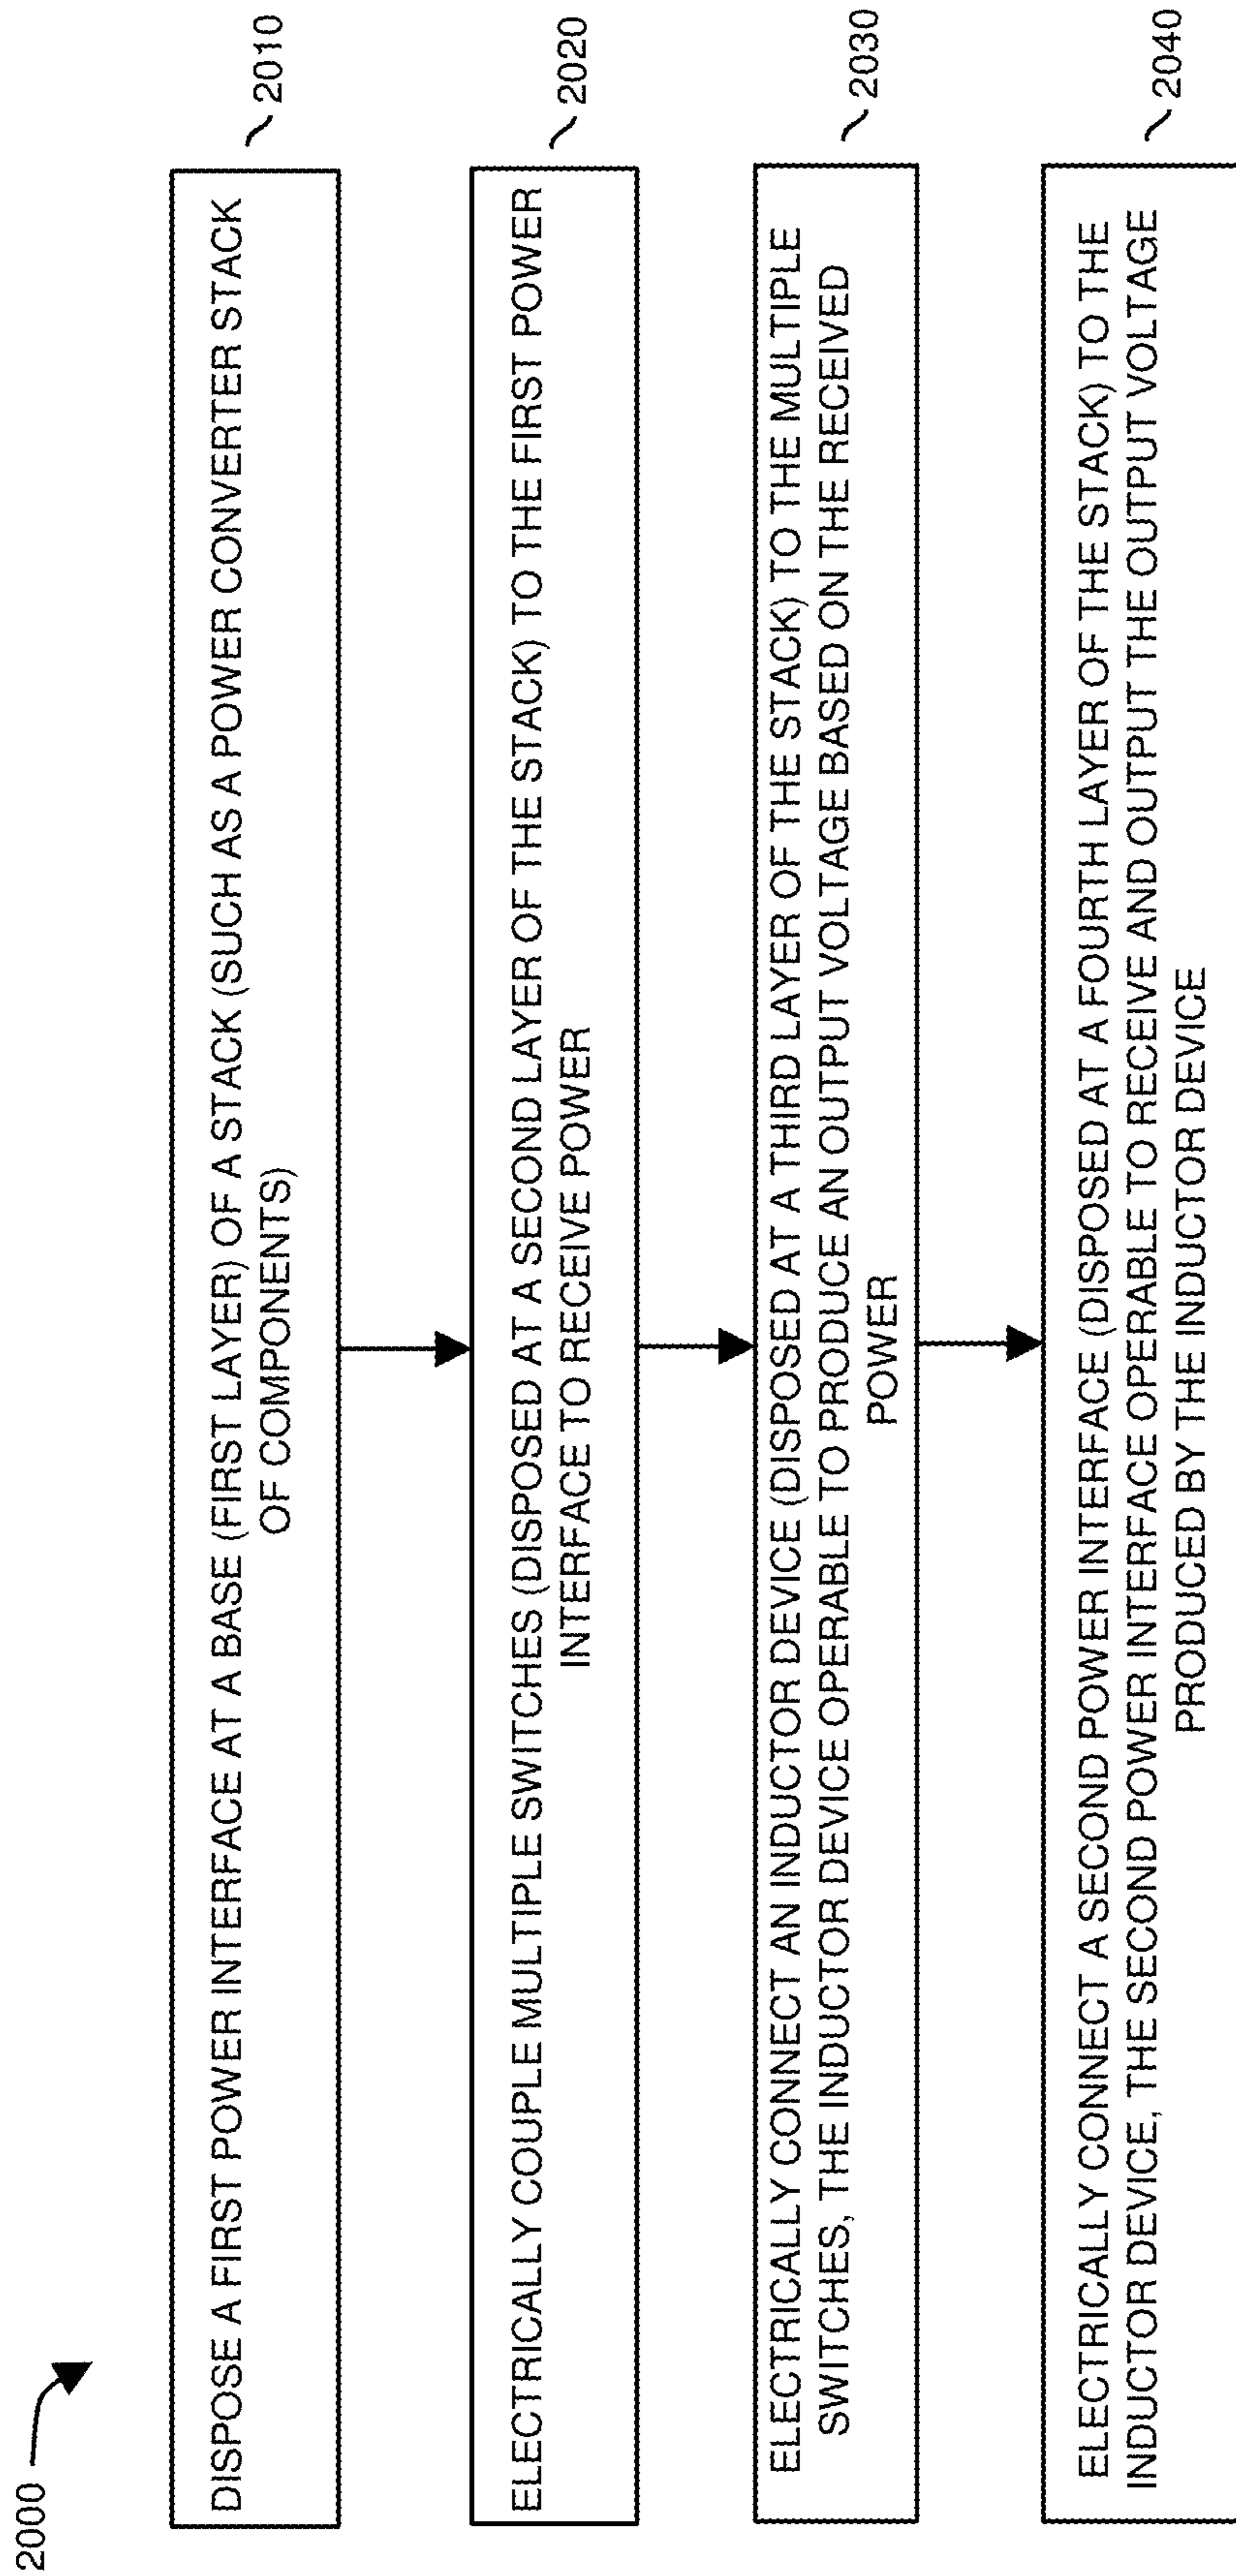 2000
DISPOSE A FIRST POWER INTERFACE AT A BASE (FIRST LAYER) OF A STACK (SUCH AS A POWER CONVERTER STACK
OF COMPONENTS)
2010
ELECTRICALLY COUPLE MULTIPLE SWITCHES (DISPOSED AT A SECOND LAYER OF THE STACK) TO THE FIRST POWER
INTERFACE TO RECEIVE POWER
2020
ELECTRICALLY CONNECT AN INDUCTOR DEVICE (DISPOSED AT A THIRD LAYER OF THE STACK) TO THE MULTIPLE
SWITCHES, THE INDUCTOR DEVICE OPERABLE TO PRODUCE AN OUTPUT VOLTAGE BASED ON THE RECEIVED
POWER
2030
ELECTRICALLY CONNECT A SECOND POWER INTERFACE (DISPOSED AT A FOURTH LAYER OF THE STACK) TO THE
INDUCTOR DEVICE, THE SECOND POWER INTERFACE OPERABLE TO RECEIVE AND OUTPUT THE OUTPUT VOLTAGE
PRODUCED BY THE INDUCTOR DEVICE
2040